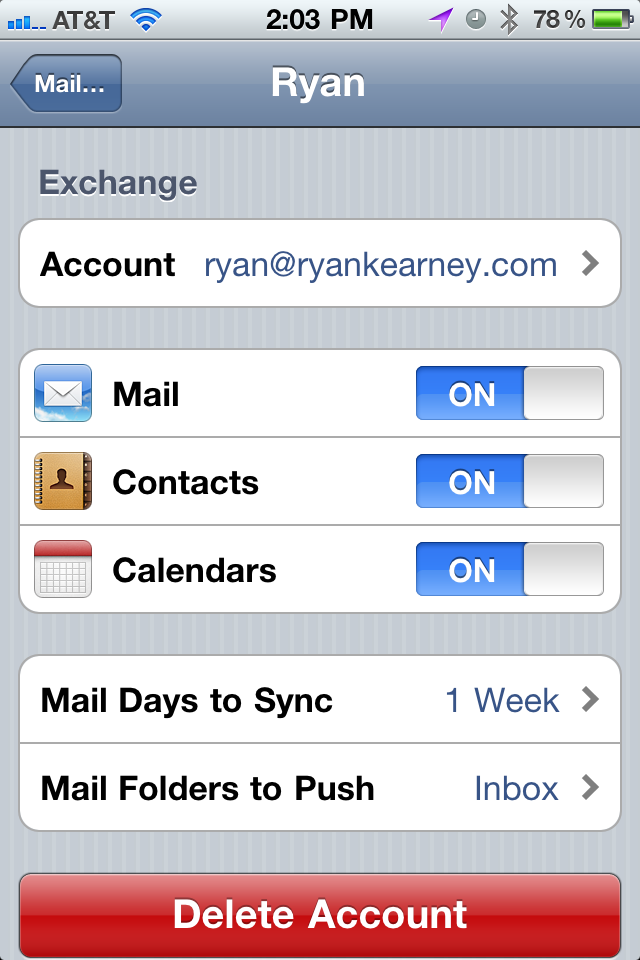 AT&T 2:03 PM 78%
Mail... Ryan
Exchange
Account ryan@ryankearney.com
Mail ON
Contacts ON
Calendars ON
Mail Days to Sync 1 Week
Mail Folders to Push Inbox
Delete Account